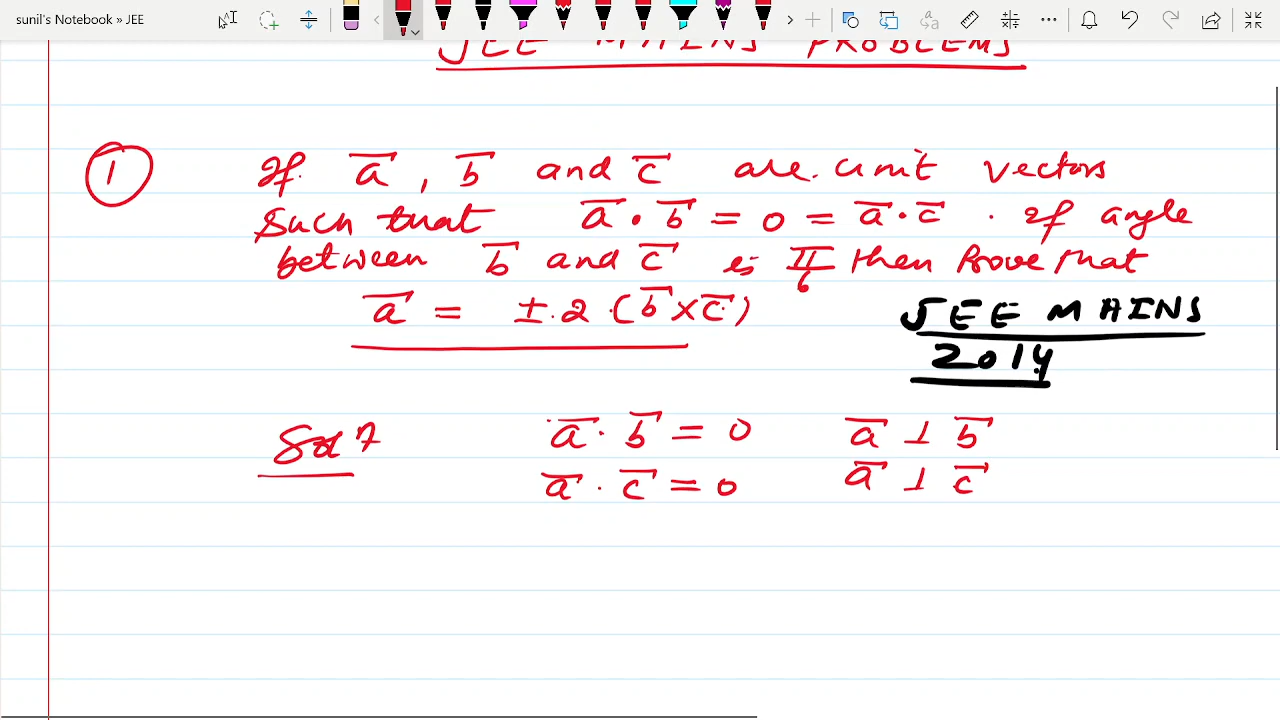 sunil's Notebook » JEE
JEE MAINS PROBLEMS
① If a⃗, b⃗ and c⃗ are unit vectors
such that a⃗ · b⃗ = 0 = a⃗ · c⃗ . If angle
between b⃗ and c⃗ is π/6 then Prove that
a⃗ = ± 2 (b⃗ × c⃗)
JEE MAINS
2014
Solⁿ a⃗ · b⃗ = 0 a⃗ ⊥ b⃗
a⃗ · c⃗ = 0 a⃗ ⊥ c⃗